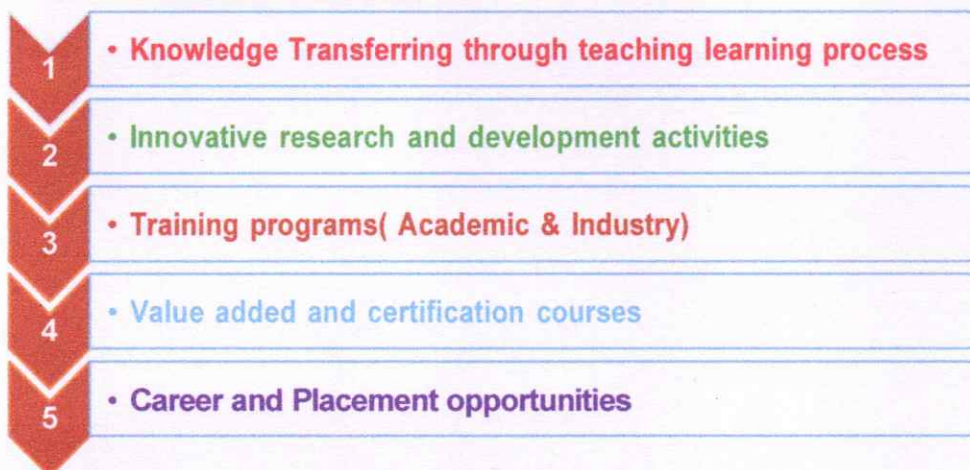 1 • Knowledge Transferring through teaching learning process
2 • Innovative research and development activities
3 • Training programs( Academic & Industry)
4 • Value added and certification courses
5 • Career and Placement opportunities